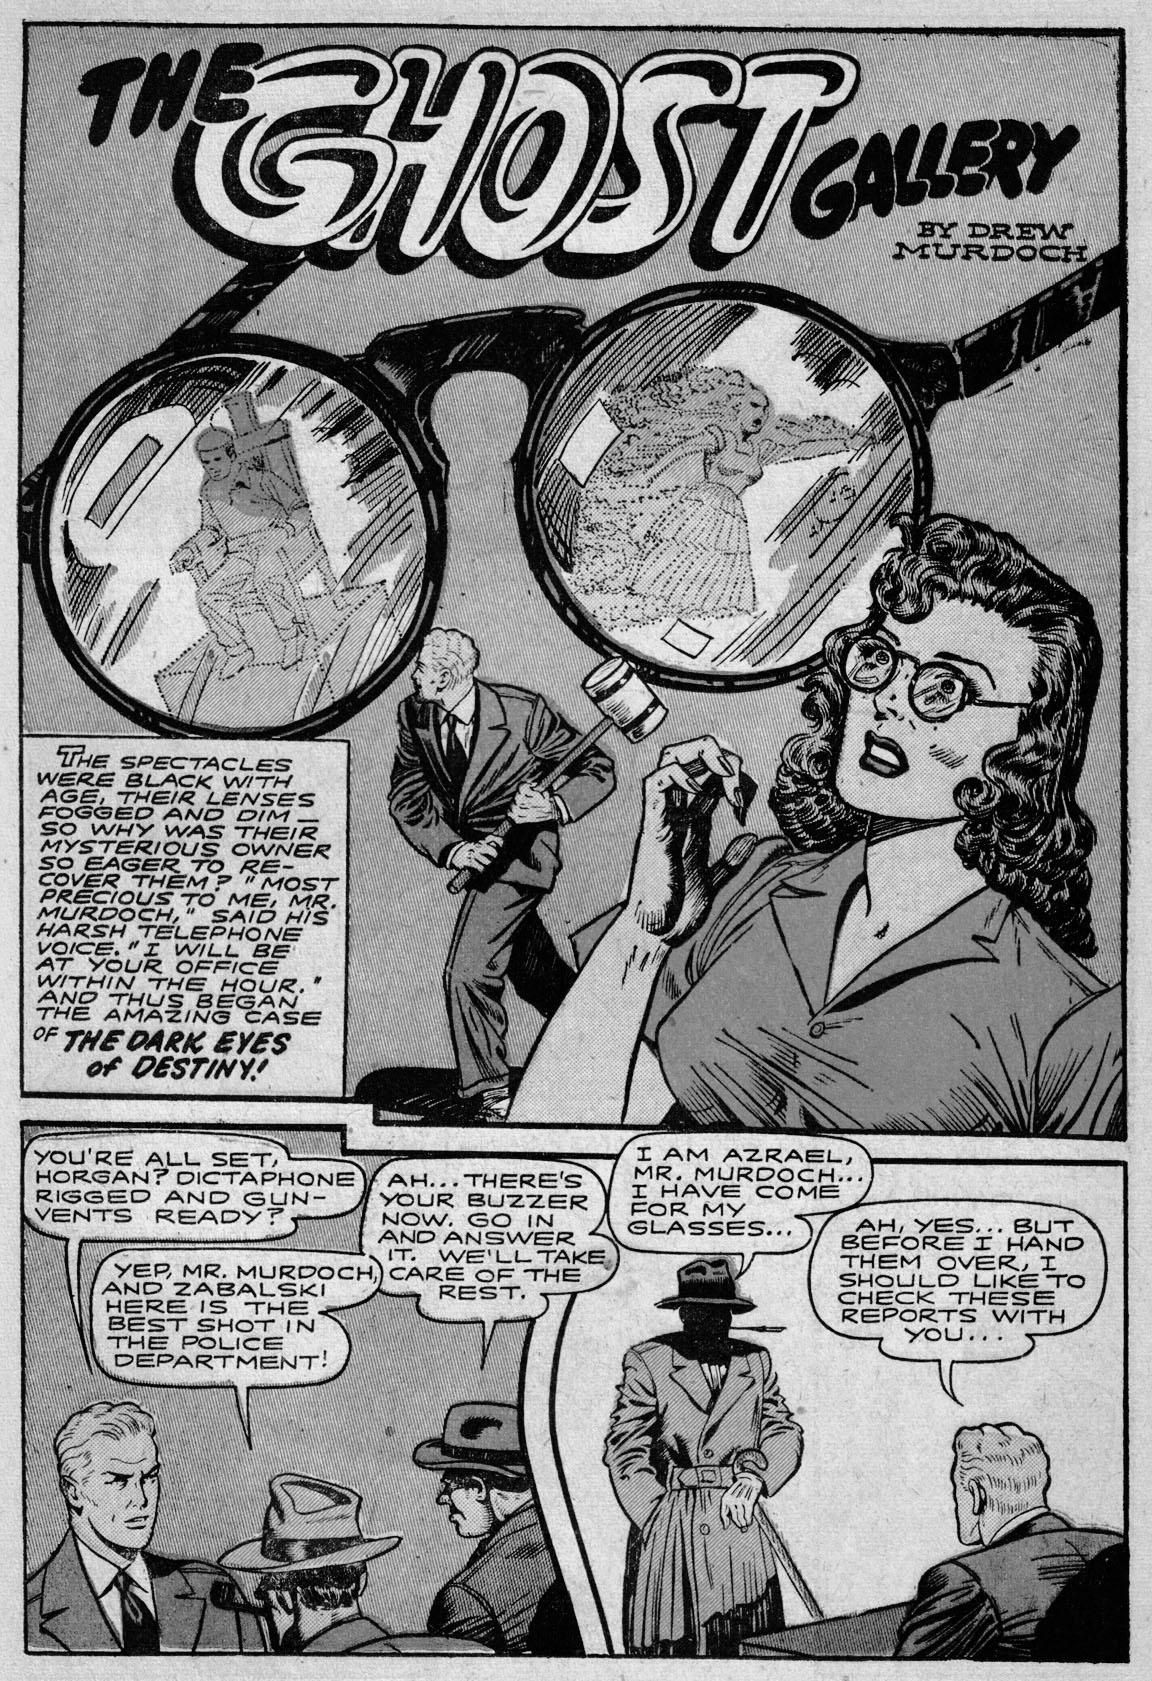 THE GHOST GALLERY
BY DREW
MURDOCH
THE SPECTACLES
WERE BLACK WITH
AGE, THEIR LENSES
FOGGED AND DIM —
SO WHY WAS THEIR
MYSTERIOUS OWNER
SO EAGER TO RE-
COVER THEM? "MOST
PRECIOUS TO ME, MR.
MURDOCH," SAID HIS
HARSH TELEPHONE
VOICE. "I WILL BE
AT YOUR OFFICE
WITHIN THE HOUR."
AND THUS BEGAN
THE AMAZING CASE
OF THE DARK EYES
of DESTINY!
YOU'RE ALL SET,
HORGAN? DICTAPHONE
RIGGED AND GUN-
VENTS READY?
YEP, MR. MURDOCH,
AND ZABALSKI
HERE IS THE
BEST SHOT IN
THE POLICE
DEPARTMENT!
AH... THERE'S
YOUR BUZZER
NOW. GO IN
AND ANSWER
IT. WE'LL TAKE
CARE OF THE
REST.
I AM AZRAEL,
MR. MURDOCH...
I HAVE COME
FOR MY
GLASSES...
AH, YES... BUT
BEFORE I HAND
THEM OVER, I
SHOULD LIKE TO
CHECK THESE
REPORTS WITH
YOU...